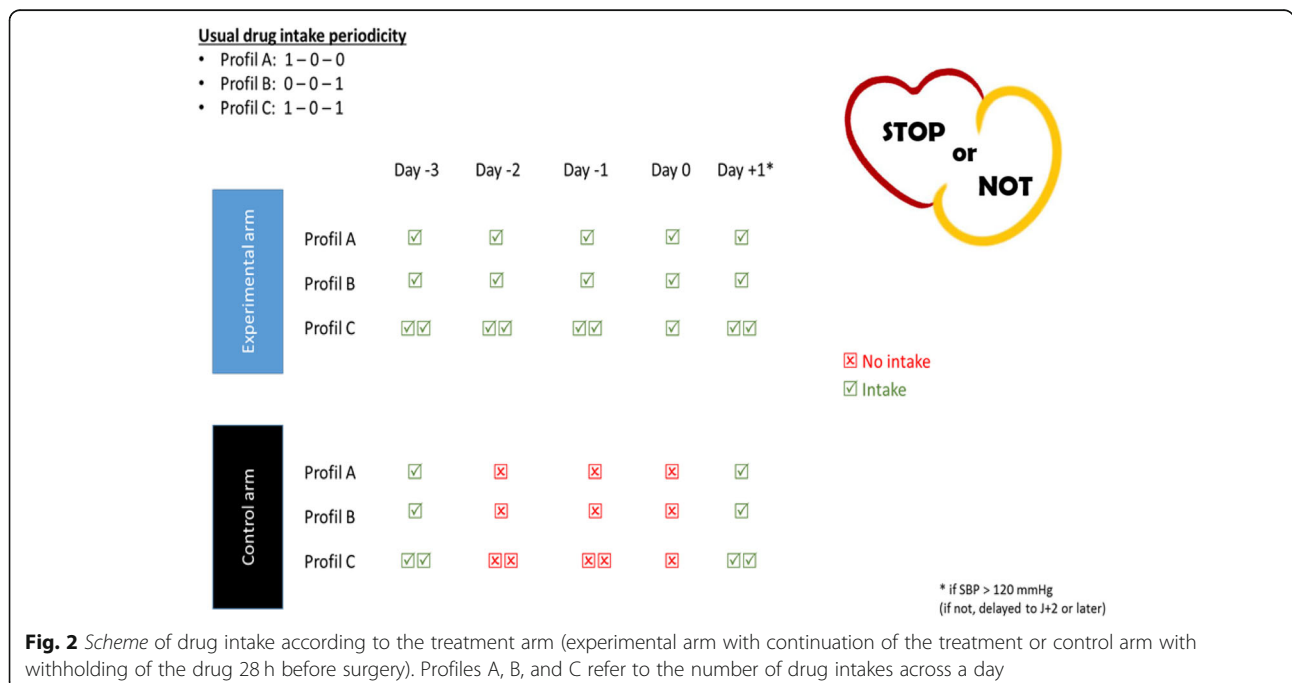 Usual drug intake periodicity
• Profil A: 1 – 0 – 0
• Profil B: 0 – 0 – 1
• Profil C: 1 – 0 – 1
STOP
or
NOT
Day -3 Day -2 Day -1 Day 0 Day +1*
Experimental arm
Profil A ☑ ☑ ☑ ☑ ☑
Profil B ☑ ☑ ☑ ☑ ☑
Profil C ☑☑ ☑☑ ☑☑ ☑ ☑☑
☒ No intake
☑ Intake
Control arm
Profil A ☑ ☒ ☒ ☒ ☑
Profil B ☑ ☒ ☒ ☒ ☑
Profil C ☑☑ ☒☒ ☒☒ ☒ ☑☑
* if SBP > 120 mmHg
(if not, delayed to J+2 or later)
Fig. 2 Scheme of drug intake according to the treatment arm (experimental arm with continuation of the treatment or control arm with
withholding of the drug 28 h before surgery). Profiles A, B, and C refer to the number of drug intakes across a day